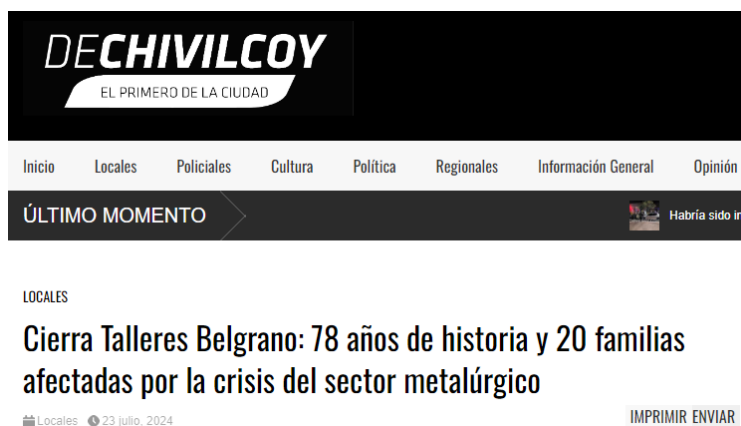 DECHIVILCOY
EL PRIMERO DE LA CIUDAD
Inicio Locales Policiales Cultura Política Regionales Información General Opinión
ÚLTIMO MOMENTO
Habría sido
LOCALES
Cierra Talleres Belgrano: 78 años de historia y 20 familias
afectadas por la crisis del sector metalúrgico
Locales 23 julio, 2024
IMPRIMIR ENVIAR